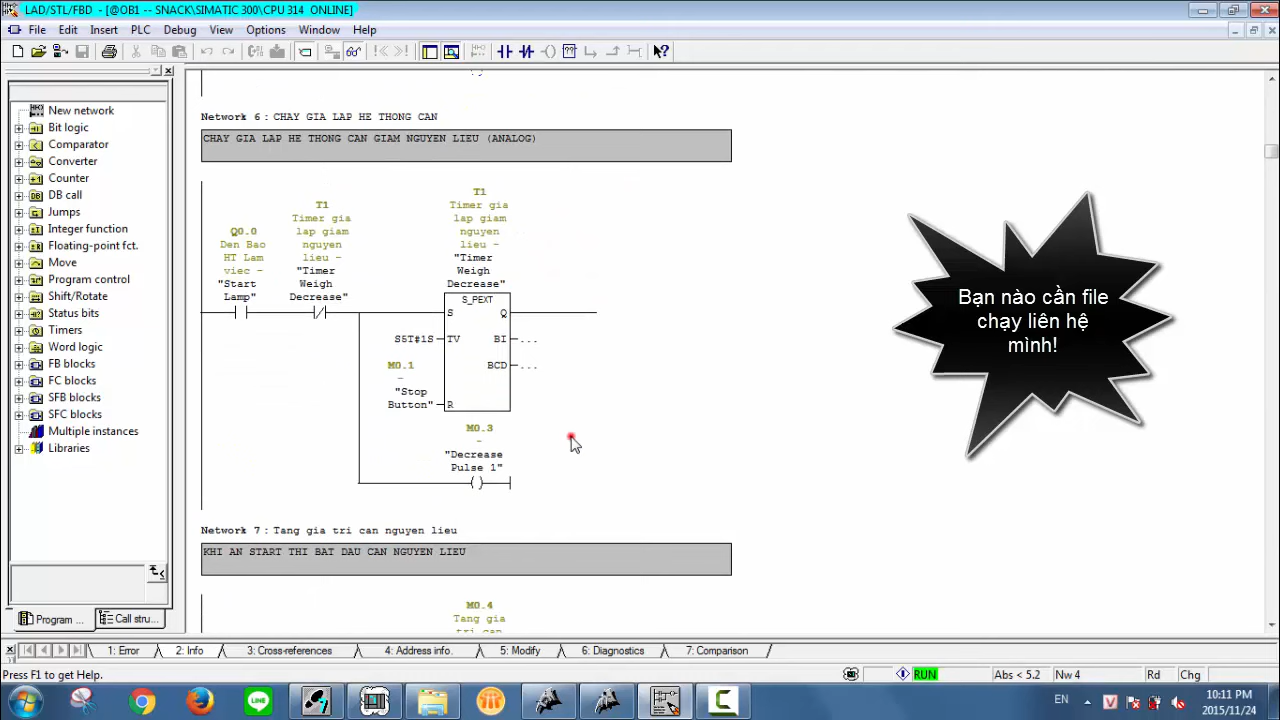 LAD/STL/FBD - [@OB1 -- SNACK\SIMATIC 300\CPU 314 ONLINE]
File Edit Insert PLC Debug View Options Window Help
New network
Bit logic
Comparator
Converter
Counter
DB call
Jumps
Integer function
Floating-point fct.
Move
Program control
Shift/Rotate
Status bits
Timers
Word logic
FB blocks
FC blocks
SFB blocks
SFC blocks
Multiple instances
Libraries
Program ...
Call stru...
Network 6 : CHAY GIA LAP HE THONG CAN
CHAY GIA LAP HE THONG CAN GIAM NGUYEN LIEU (ANALOG)
Q0.0
Den Bao
HT Lam
viec -
"Start
Lamp"
T1
Timer gia
lap giam
nguyen
lieu -
"Timer
Weigh
Decrease"
T1
Timer gia
lap giam
nguyen
lieu -
"Timer
Weigh
Decrease"
S_PEXT
S Q
S5T#1S TV BI ...
M0.1
-
"Stop
Button" R
BCD ...
M0.3
-
"Decrease
Pulse 1"
( )
Network 7 : Tang gia tri can nguyen lieu
KHI AN START THI BAT DAU CAN NGUYEN LIEU
M0.4
Tang gia
tri can
Bạn nào cần file
chạy liên hệ
mình!
1: Error 2: Info 3: Cross-references 4: Address info. 5: Modify 6: Diagnostics 7: Comparison
Press F1 to get Help. RUN Abs < 5.2 Nw 4 Rd Chg
EN
10:11 PM
2015/11/24